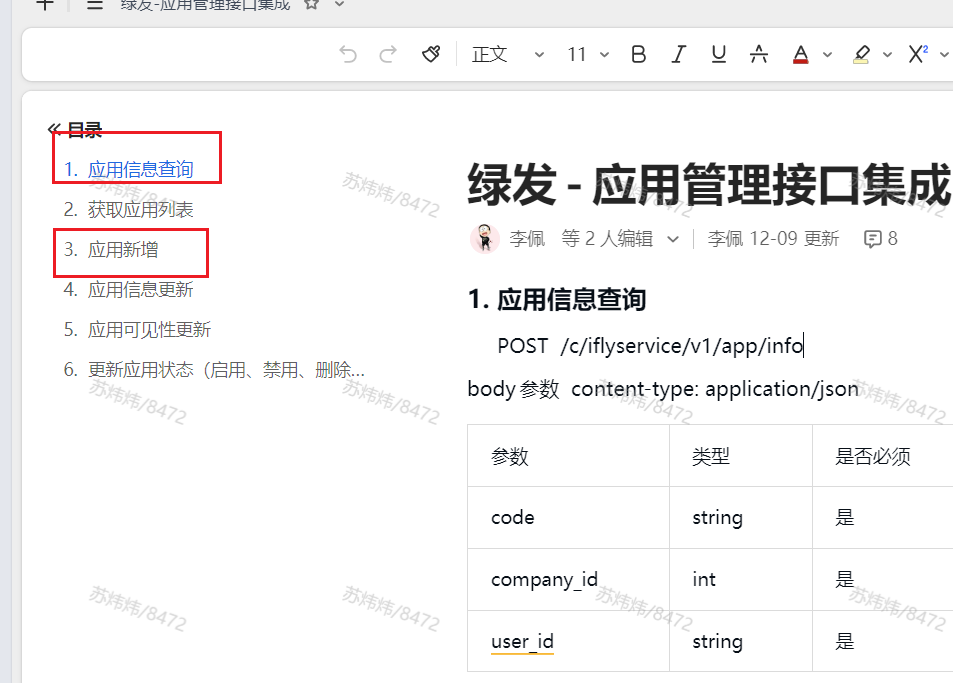 绿发-应用管理接口集成
正文 11 B I U A A X²
目录
1. 应用信息查询
2. 获取应用列表
3. 应用新增
4. 应用信息更新
5. 应用可见性更新
6. 更新应用状态（启用、禁用、删除...
绿发 - 应用管理接口集成
李佩 等 2 人编辑 李佩 12-09 更新 8
1. 应用信息查询
POST /c/iflyservice/v1/app/info
body 参数 content-type: application/json
参数 类型 是否必须
code string 是
company_id int 是
user_id string 是
苏炜炜/8472
苏炜炜/8472
苏炜炜/8472
苏炜炜/8472
苏炜炜/8472
苏炜炜/8472
苏炜炜/8472
苏炜炜/8472
苏炜炜/8472
苏炜炜/8472
苏炜炜/8472
苏炜炜/8472